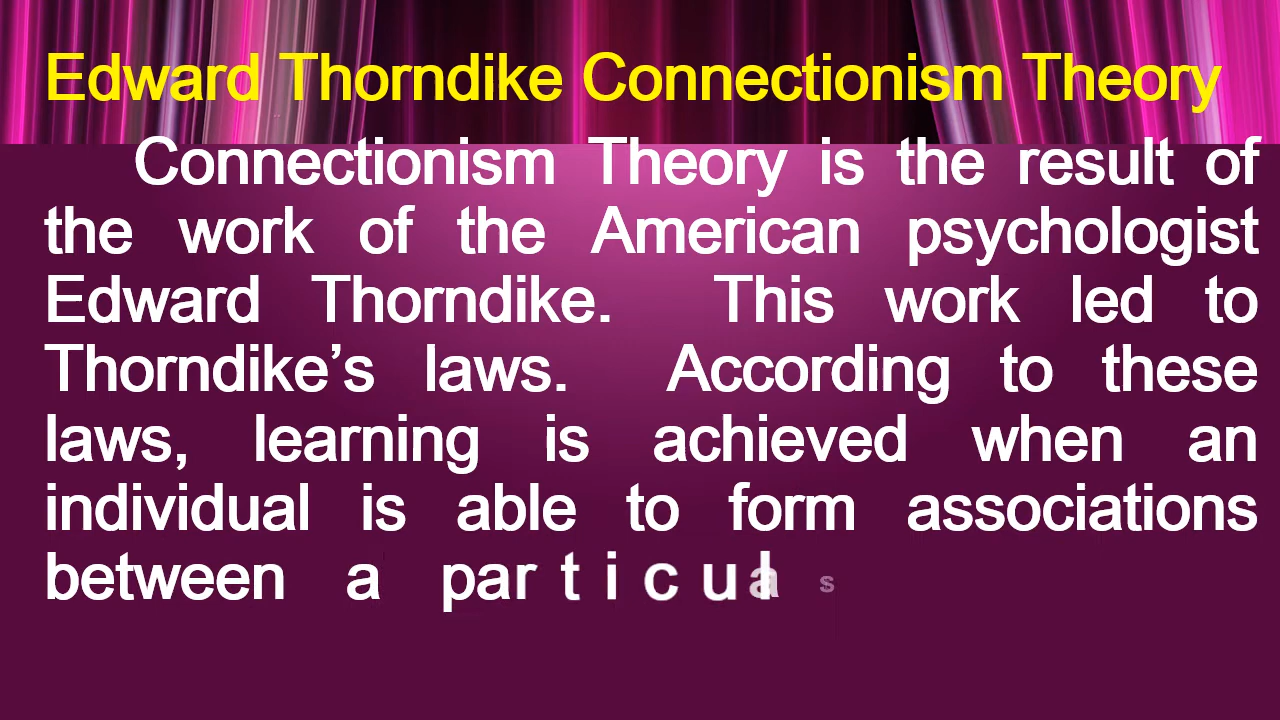 Edward Thorndike Connectionism Theory
Connectionism Theory is the result of
the work of the American psychologist
Edward Thorndike. This work led to
Thorndike’s laws. According to these
laws, learning is achieved when an
individual is able to form associations
between a